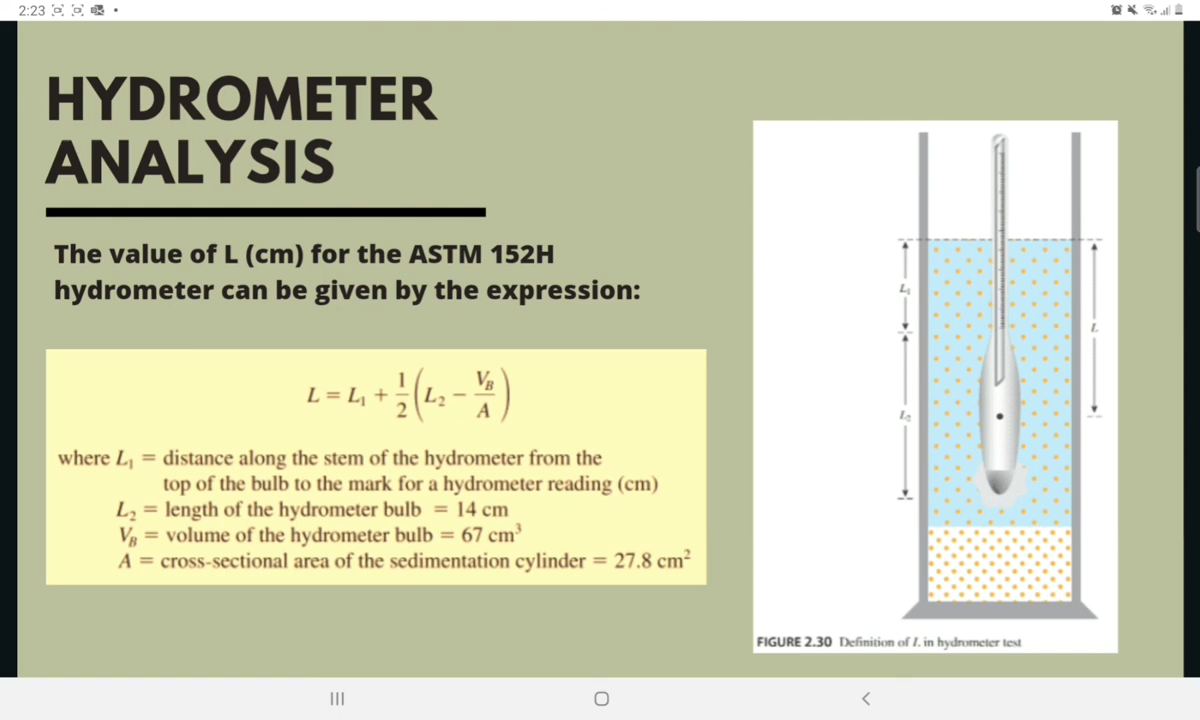 2:23
HYDROMETER
ANALYSIS
The value of L (cm) for the ASTM 152H
hydrometer can be given by the expression:
L = L₁ + 1/2 (L₂ − V_B/A)
where L₁ = distance along the stem of the hydrometer from the
top of the bulb to the mark for a hydrometer reading (cm)
L₂ = length of the hydrometer bulb = 14 cm
V_B = volume of the hydrometer bulb = 67 cm³
A = cross-sectional area of the sedimentation cylinder = 27.8 cm²
L₁
L
L₂
FIGURE 2.30 Definition of L in hydrometer test